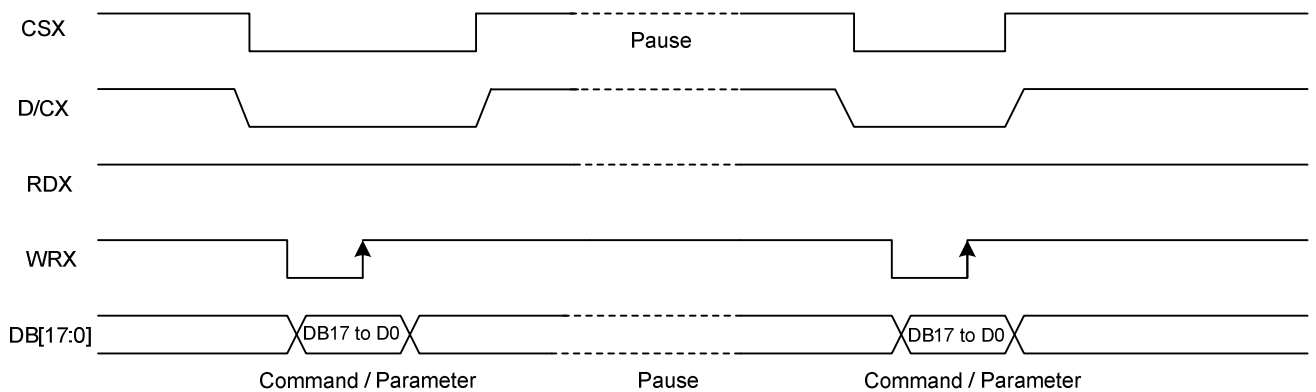 CSX
Pause
D/CX
RDX
WRX
DB[17:0]
DB17 to D0
DB17 to D0
Command / Parameter
Pause
Command / Parameter